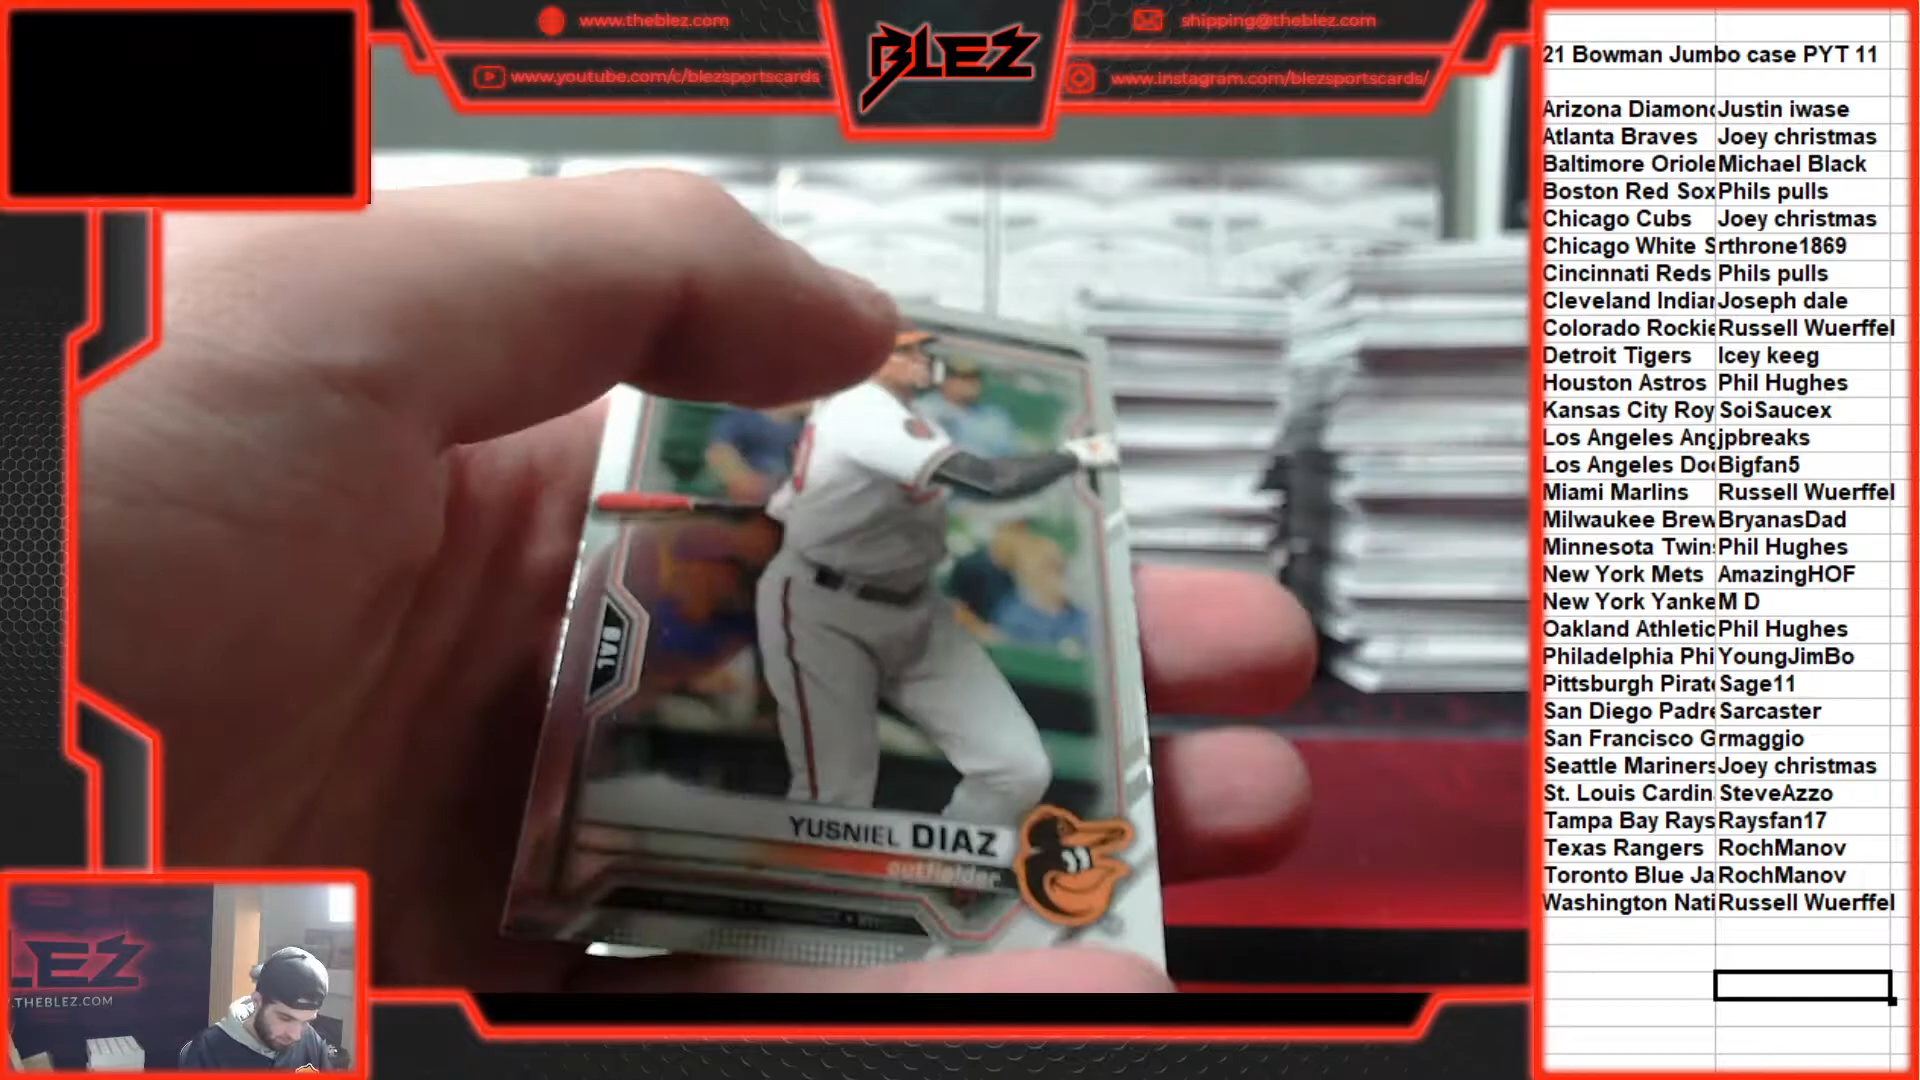 www.theblez.com
BLEZ
shipping@theblez.com
www.youtube.com/c/blezsportscards
www.instagram.com/blezsportscards/
21 Bowman Jumbo case PYT 11
Arizona Diamond Justin iwase
Atlanta Braves Joey christmas
Baltimore Oriole Michael Black
Boston Red Sox Phils pulls
Chicago Cubs Joey christmas
Chicago White S rthrone1869
Cincinnati Reds Phils pulls
Cleveland Indian Joseph dale
Colorado Rockie Russell Wuerffel
Detroit Tigers Icey keeg
Houston Astros Phil Hughes
Kansas City Roy SoiSaucex
Los Angeles Ang jpbreaks
Los Angeles Dod Bigfan5
Miami Marlins Russell Wuerffel
Milwaukee Brew BryanasDad
Minnesota Twins Phil Hughes
New York Mets AmazingHOF
New York Yanke M D
Oakland Athletic Phil Hughes
Philadelphia Phi YoungJimBo
Pittsburgh Pirate Sage11
San Diego Padre Sarcaster
San Francisco G rmaggio
Seattle Mariners Joey christmas
St. Louis Cardin SteveAzzo
Tampa Bay Rays Raysfan17
Texas Rangers RochManov
Toronto Blue Ja RochManov
Washington Nati Russell Wuerffel
BAL
YUSNIEL DIAZ
outfielder
LEZ
.THEBLEZ.COM